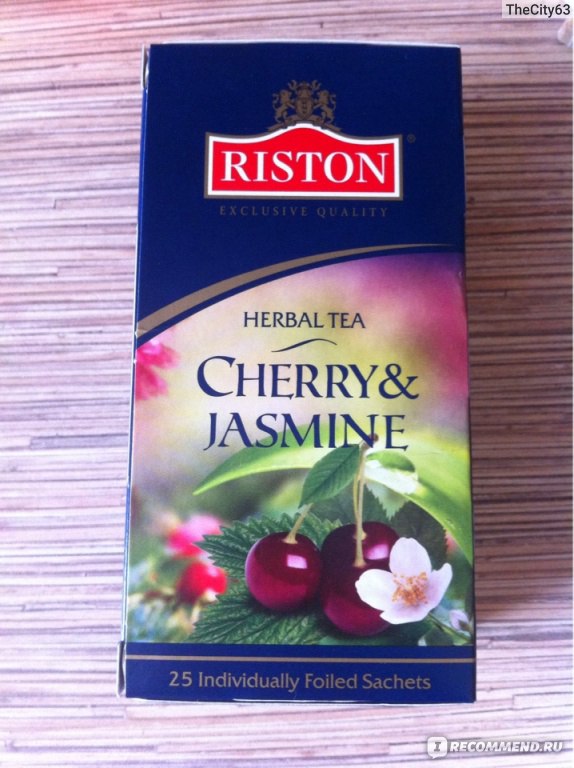 TheCity63
RISTON
®
EXCLUSIVE QUALITY
HERBAL TEA
CHERRY&
JASMINE
25 Individually Foiled Sachets
RECOMMEND.RU